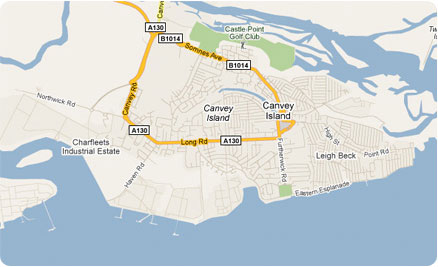 Castle-Point
Golf Club
Canvey
A130
B1014
Somnes Ave
B1014
Northwick Rd
Canvey Rd
Canvey
Island
Canvey
Island
A130
Long Rd
A130
Charfleets
Industrial Estate
High St
Leigh Beck
Point Rd
Haven Rd
Furtherwick Rd
Eastern Esplanade